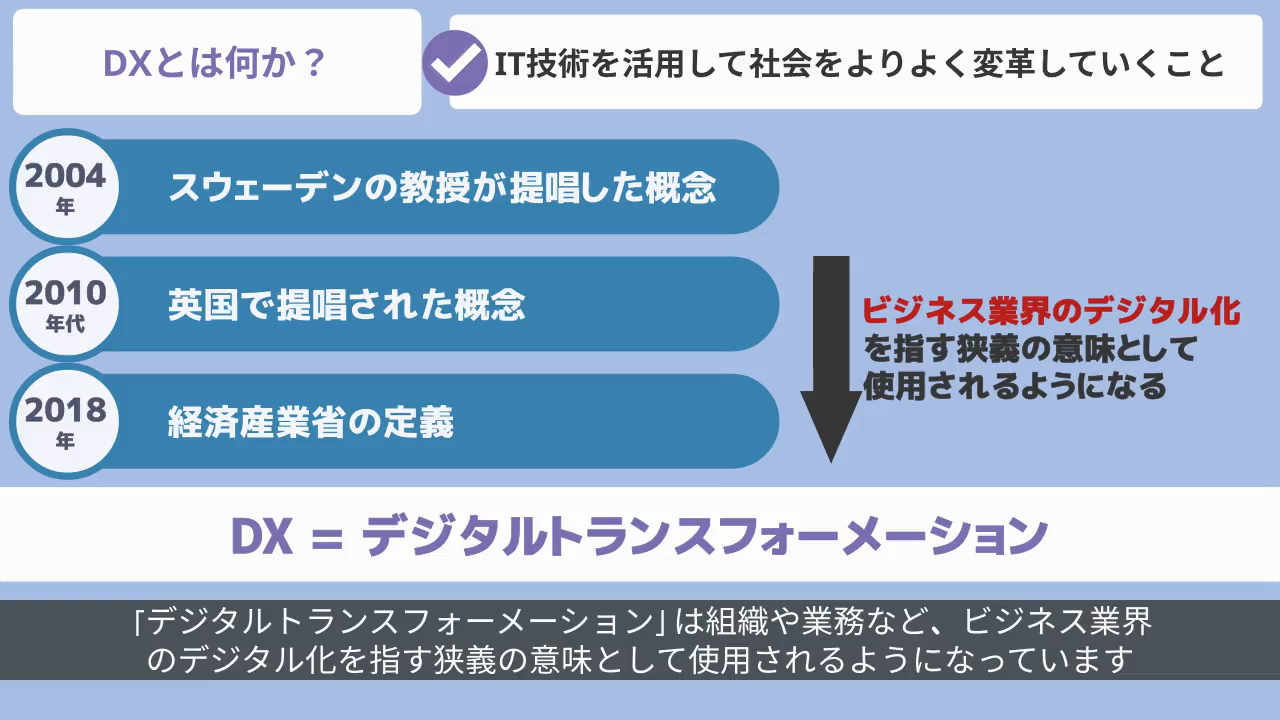 DXとは何か？
IT技術を活用して社会をよりよく変革していくこと
2004
年
スウェーデンの教授が提唱した概念
2010
年代
英国で提唱された概念
2018
年
経済産業省の定義
ビジネス業界のデジタル化
を指す狭義の意味として
使用されるようになる
DX = デジタルトランスフォーメーション
「デジタルトランスフォーメーション」は組織や業務など、ビジネス業界
のデジタル化を指す狭義の意味として使用されるようになっています